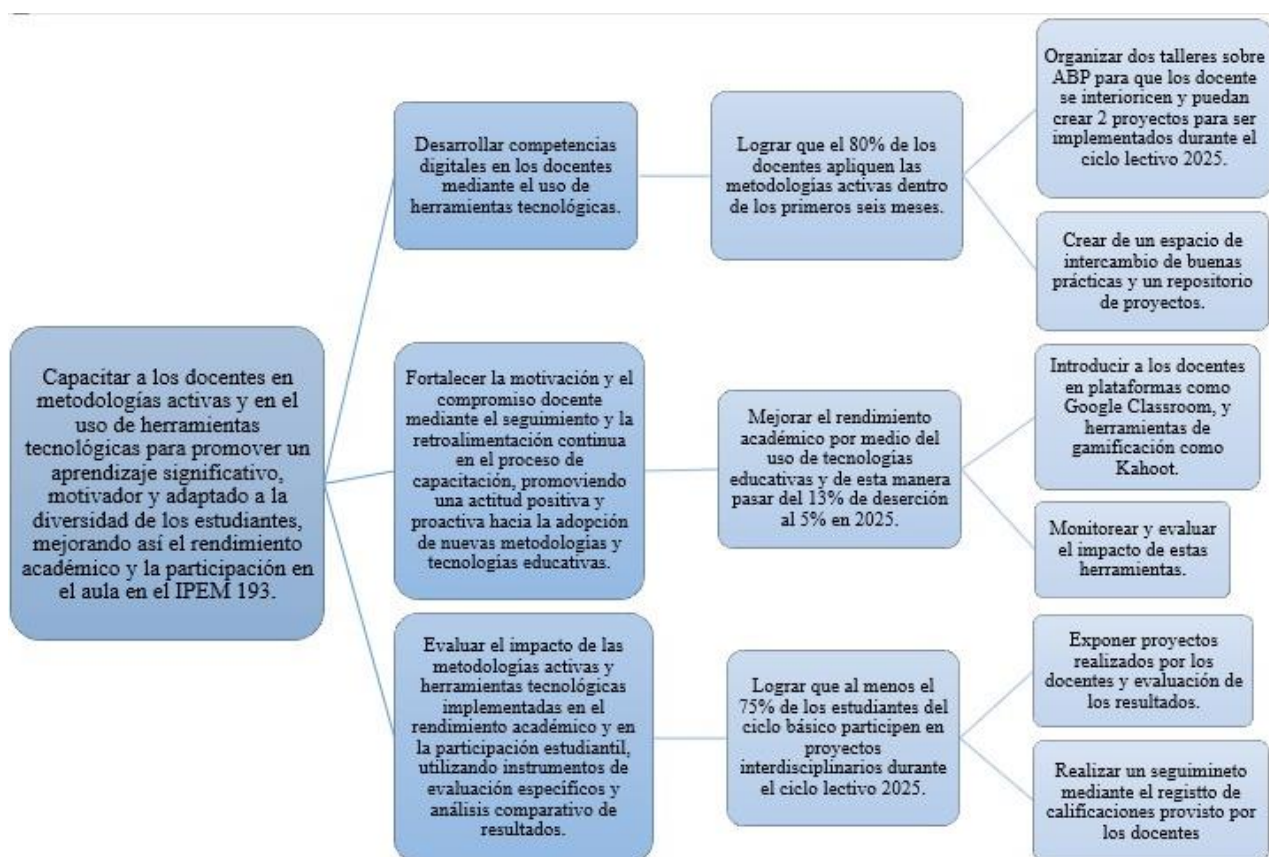 Capacitar a los docentes en
metodologías activas y en el
uso de herramientas
tecnológicas para promover un
aprendizaje significativo,
motivador y adaptado a la
diversidad de los estudiantes,
mejorando así el rendimiento
académico y la participación en
el aula en el IPEM 193.
Desarrollar competencias
digitales en los docentes
mediante el uso de
herramientas tecnológicas.
Lograr que el 80% de los
docentes apliquen las
metodologías activas dentro
de los primeros seis meses.
Organizar dos talleres sobre
ABP para que los docente
se interioricen y puedan
crear 2 proyectos para ser
implementados durante el
ciclo lectivo 2025.
Crear de un espacio de
intercambio de buenas
prácticas y un repositorio
de proyectos.
Fortalecer la motivación y el
compromiso docente
mediante el seguimiento y la
retroalimentación continua
en el proceso de
capacitación, promoviendo
una actitud positiva y
proactiva hacia la adopción
de nuevas metodologías y
tecnologías educativas.
Mejorar el rendimiento
académico por medio del
uso de tecnologías
educativas y de esta manera
pasar del 13% de deserción
al 5% en 2025.
Introducir a los docentes
en plataformas como
Google Classroom, y
herramientas de
gamificación como
Kahoot.
Monitorear y evaluar
el impacto de estas
herramientas.
Evaluar el impacto de las
metodologías activas y
herramientas tecnológicas
implementadas en el
rendimiento académico y en
la participación estudiantil,
utilizando instrumentos de
evaluación específicos y
análisis comparativo de
resultados.
Lograr que al menos el
75% de los estudiantes del
ciclo básico participen en
proyectos
interdisciplinarios durante
el ciclo lectivo 2025.
Exponer proyectos
realizados por los
docentes y evaluación de
los resultados.
Realizar un seguimineto
mediante el registto de
calificaciones provisto por
los docentes